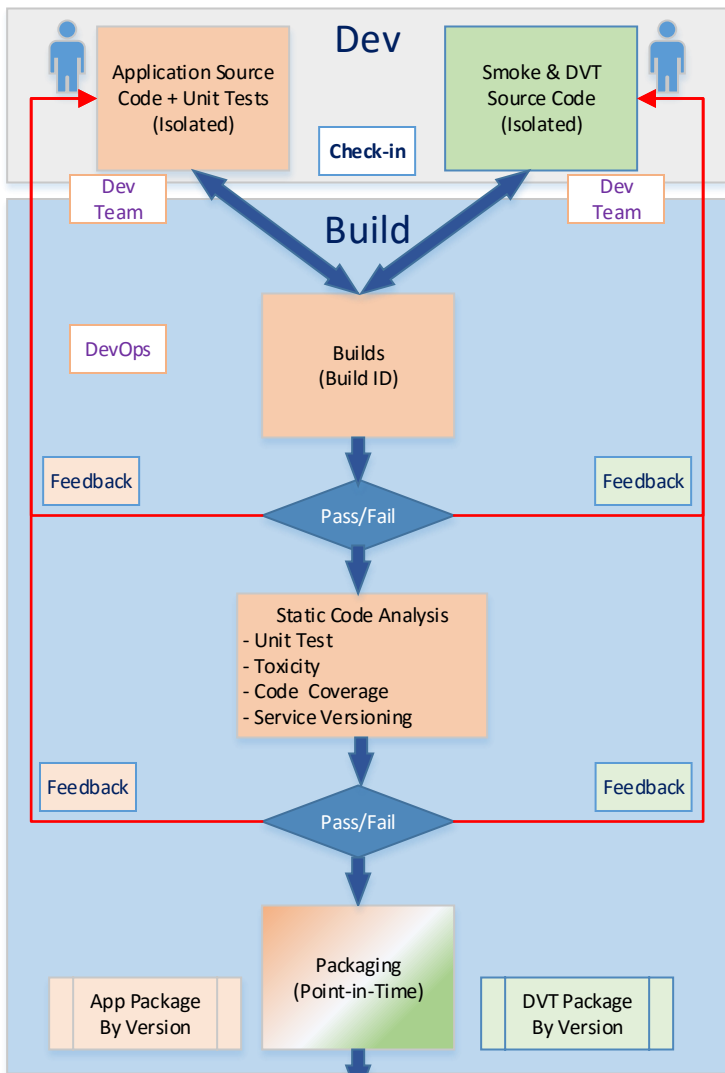 Dev
Application Source
Code + Unit Tests
(Isolated)
Smoke & DVT
Source Code
(Isolated)
Check-in
Dev
Team
Dev
Team
Build
DevOps
Builds
(Build ID)
Feedback
Feedback
Pass/Fail
Static Code Analysis
- Unit Test
- Toxicity
- Code Coverage
- Service Versioning
Feedback
Feedback
Pass/Fail
Packaging
(Point-in-Time)
App Package
By Version
DVT Package
By Version